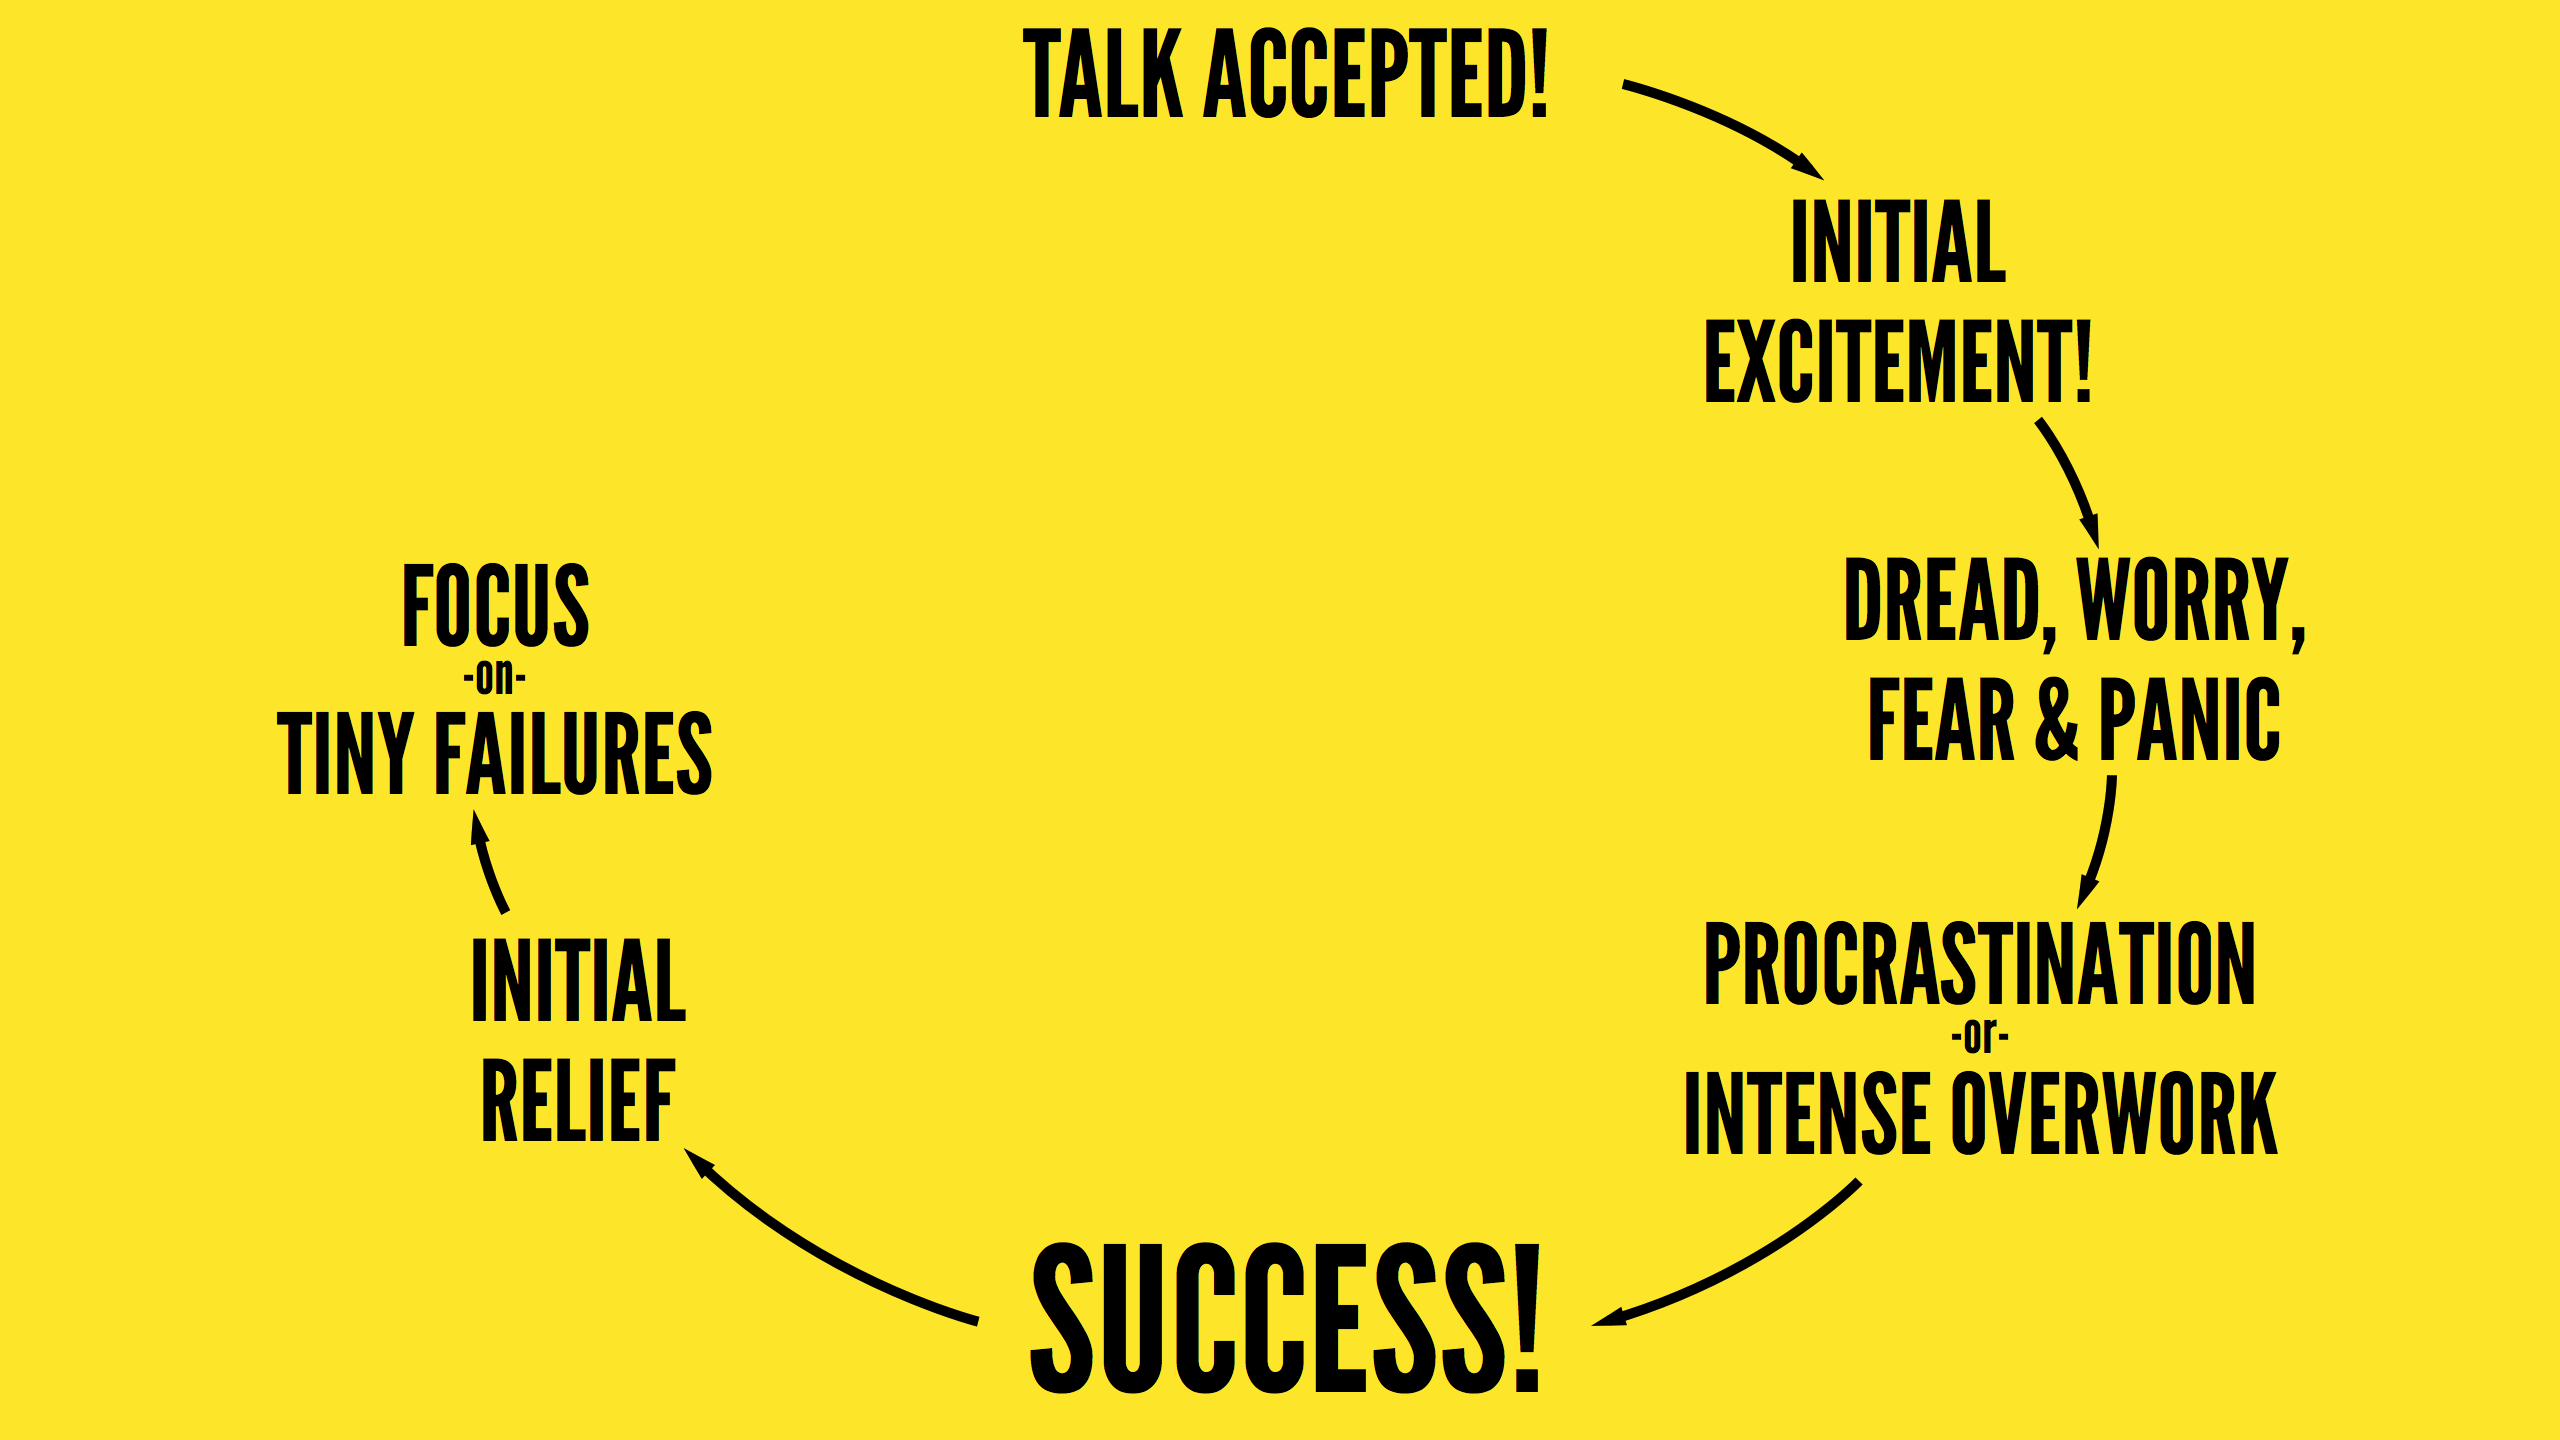 TALK ACCEPTED!
INITIAL
EXCITEMENT!
DREAD, WORRY,
FEAR & PANIC
PROCRASTINATION
-or-
INTENSE OVERWORK
SUCCESS!
INITIAL
RELIEF
FOCUS
-on-
TINY FAILURES